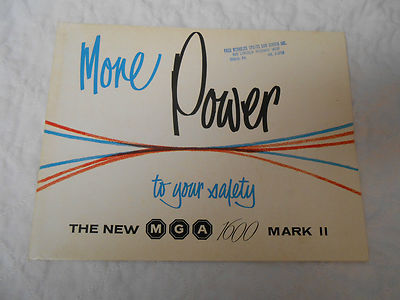 More
Power
to your safety
THE NEW MGA 1600 MARK II